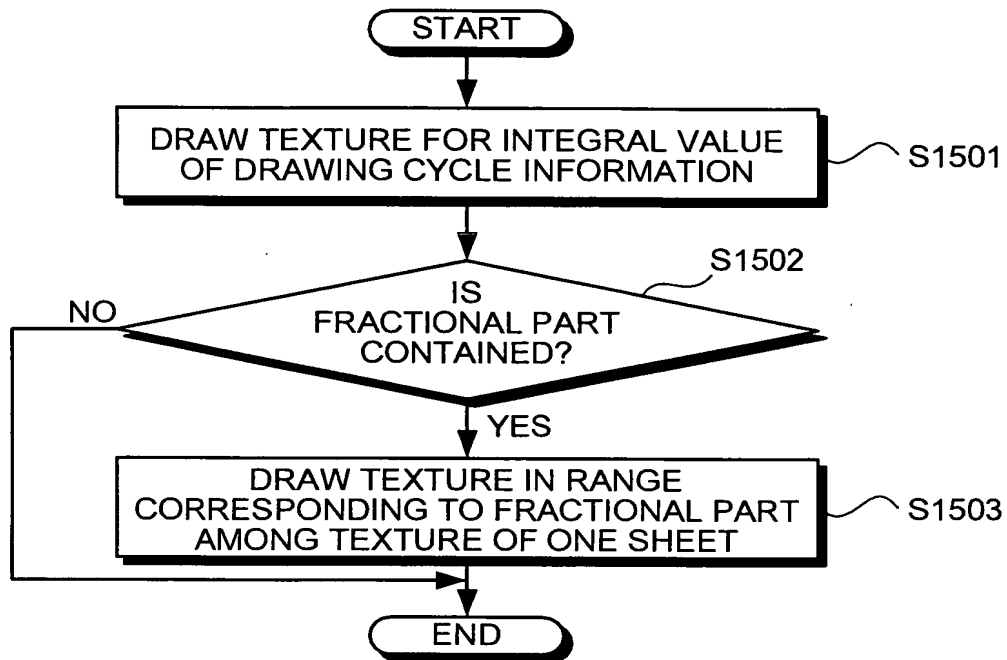 START
DRAW TEXTURE FOR INTEGRAL VALUE
OF DRAWING CYCLE INFORMATION
S1501
S1502
IS
FRACTIONAL PART
CONTAINED?
NO
YES
DRAW TEXTURE IN RANGE
CORRESPONDING TO FRACTIONAL PART
AMONG TEXTURE OF ONE SHEET
S1503
END